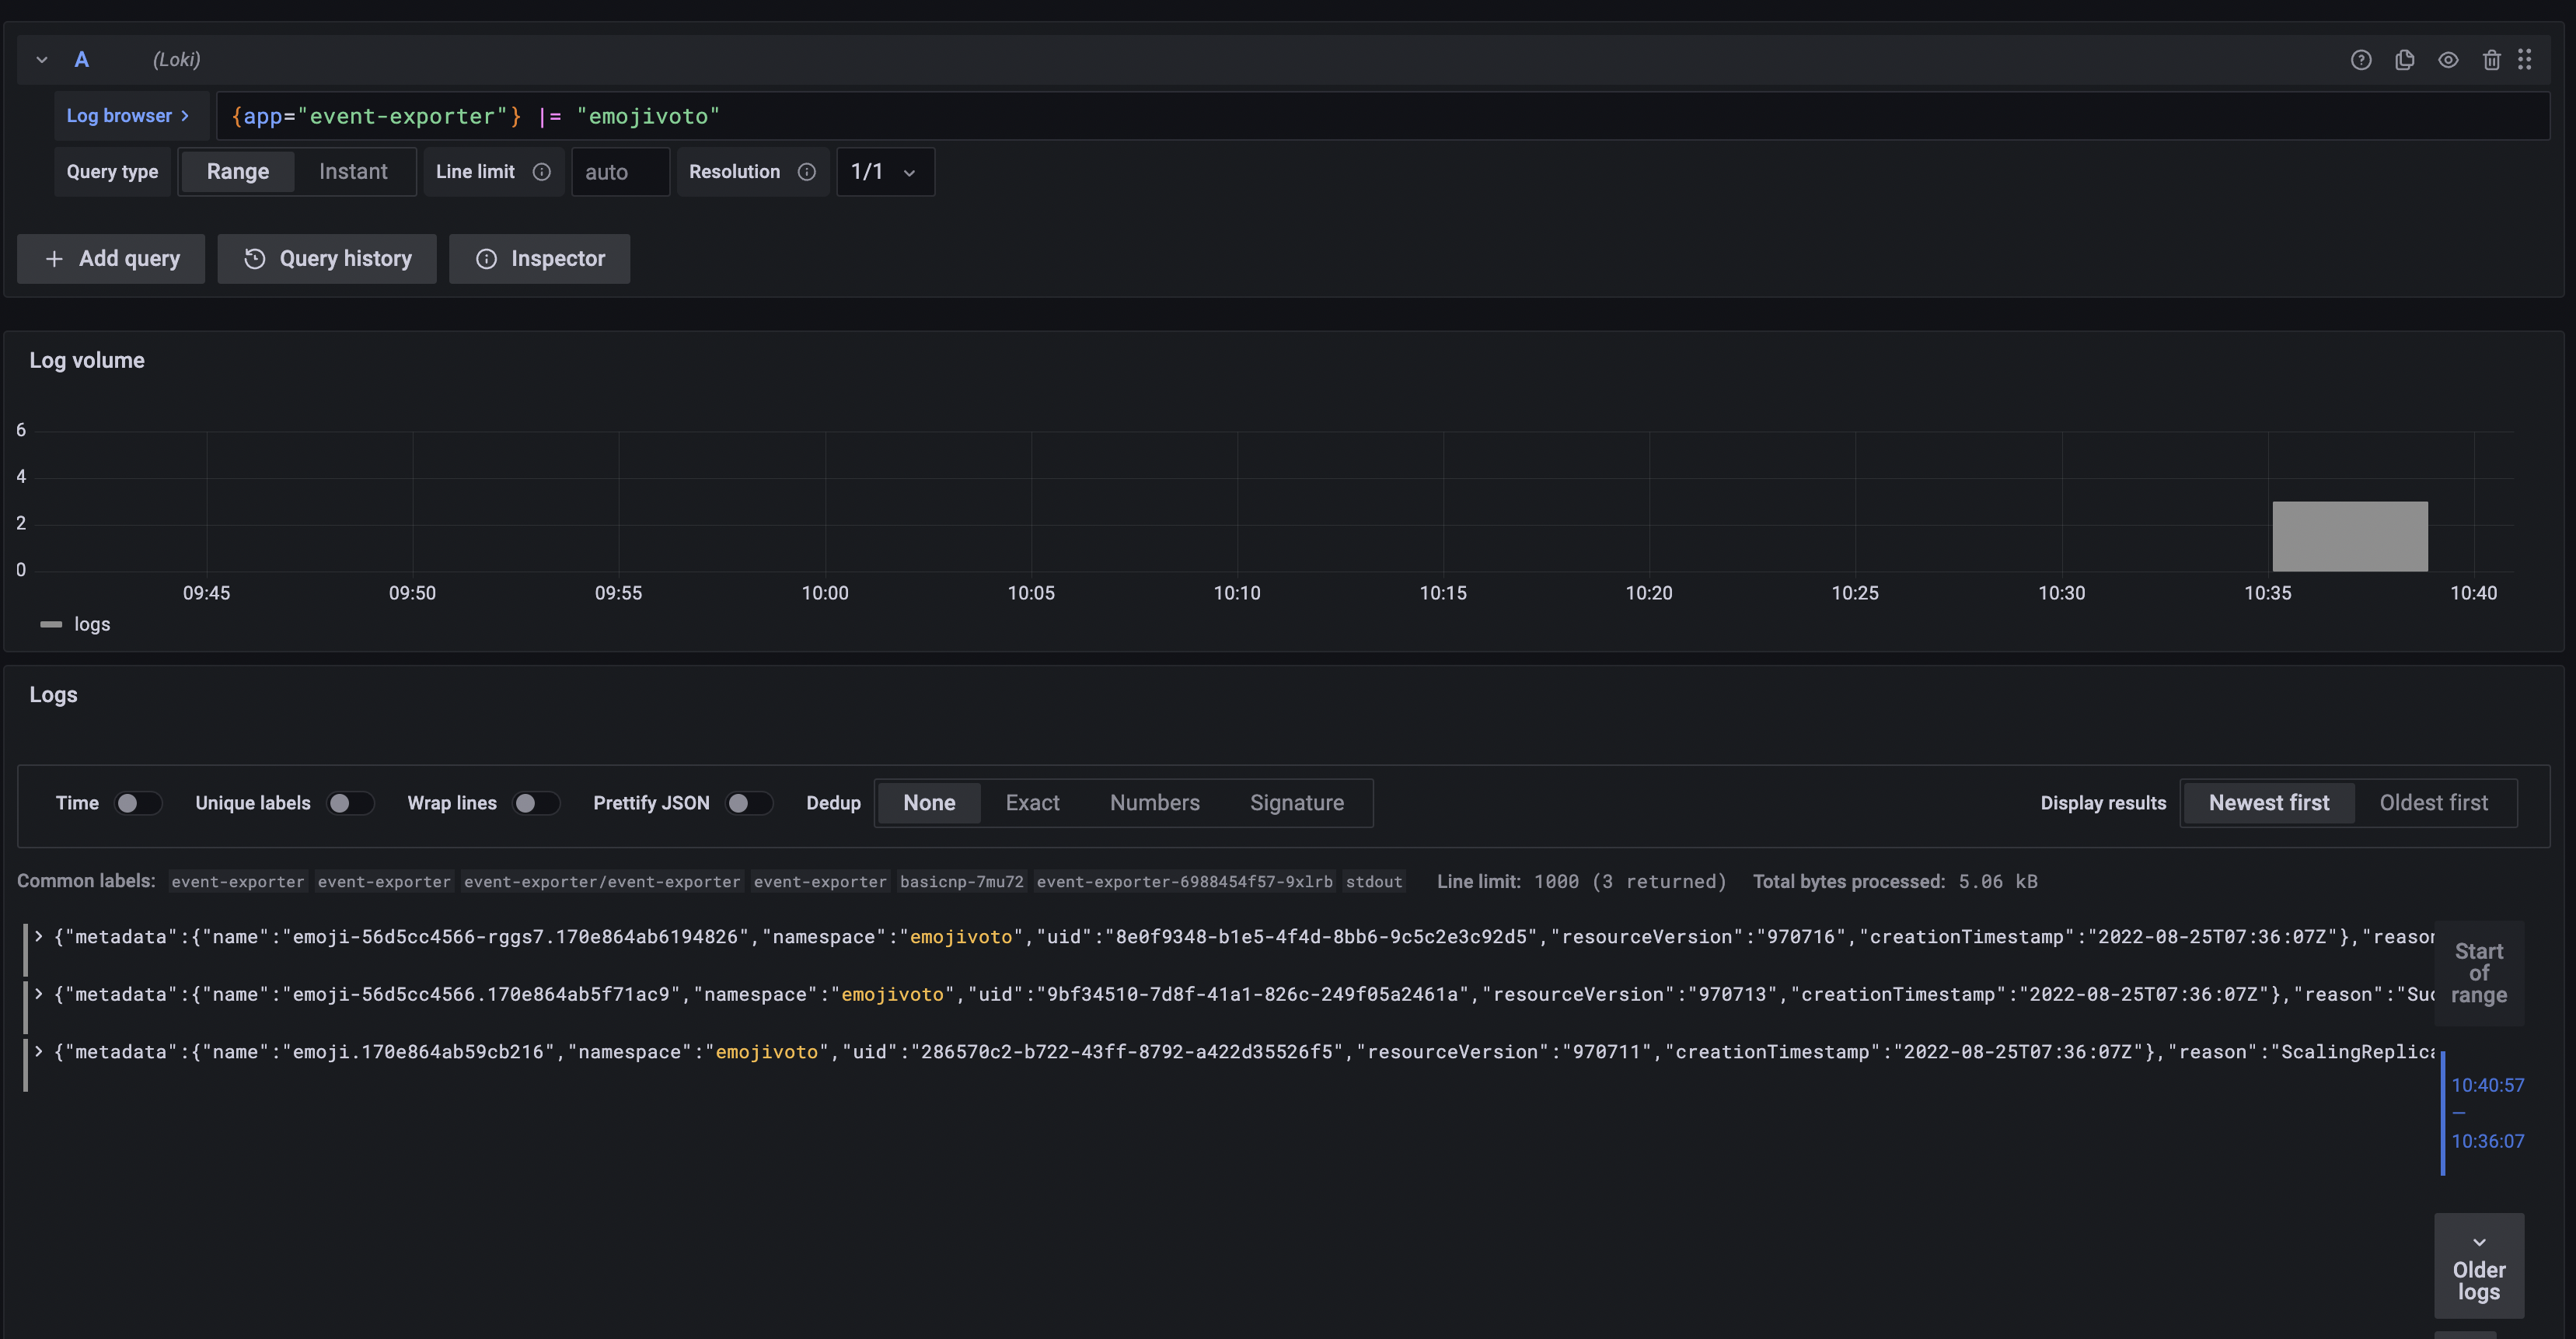 A (Loki)
Log browser > {app="event-exporter"} |= "emojivoto"
Query type Range Instant Line limit auto Resolution 1/1
+ Add query Query history Inspector
Log volume
6
4
2
0
09:45 09:50 09:55 10:00 10:05 10:10 10:15 10:20 10:25 10:30 10:35 10:40
logs
Logs
Time Unique labels Wrap lines Prettify JSON Dedup None Exact Numbers Signature Display results Newest first Oldest first
Common labels: event-exporter event-exporter event-exporter/event-exporter event-exporter basicnp-7mu72 event-exporter-6988454f57-9xlrb stdout Line limit: 1000 (3 returned) Total bytes processed: 5.06 kB
> {"metadata":{"name":"emoji-56d5cc4566-rggs7.170e864ab6194826","namespace":"emojivoto","uid":"8e0f9348-b1e5-4f4d-8bb6-9c5c2e3c92d5","resourceVersion":"970716","creationTimestamp":"2022-08-25T07:36:07Z"},"reason
> {"metadata":{"name":"emoji-56d5cc4566.170e864ab5f71ac9","namespace":"emojivoto","uid":"9bf34510-7d8f-41a1-826c-249f05a2461a","resourceVersion":"970713","creationTimestamp":"2022-08-25T07:36:07Z"},"reason":"Suc
> {"metadata":{"name":"emoji.170e864ab59cb216","namespace":"emojivoto","uid":"286570c2-b722-43ff-8792-a422d35526f5","resourceVersion":"970711","creationTimestamp":"2022-08-25T07:36:07Z"},"reason":"ScalingReplica
Start
of
range
10:40:57
—
10:36:07
Older
logs